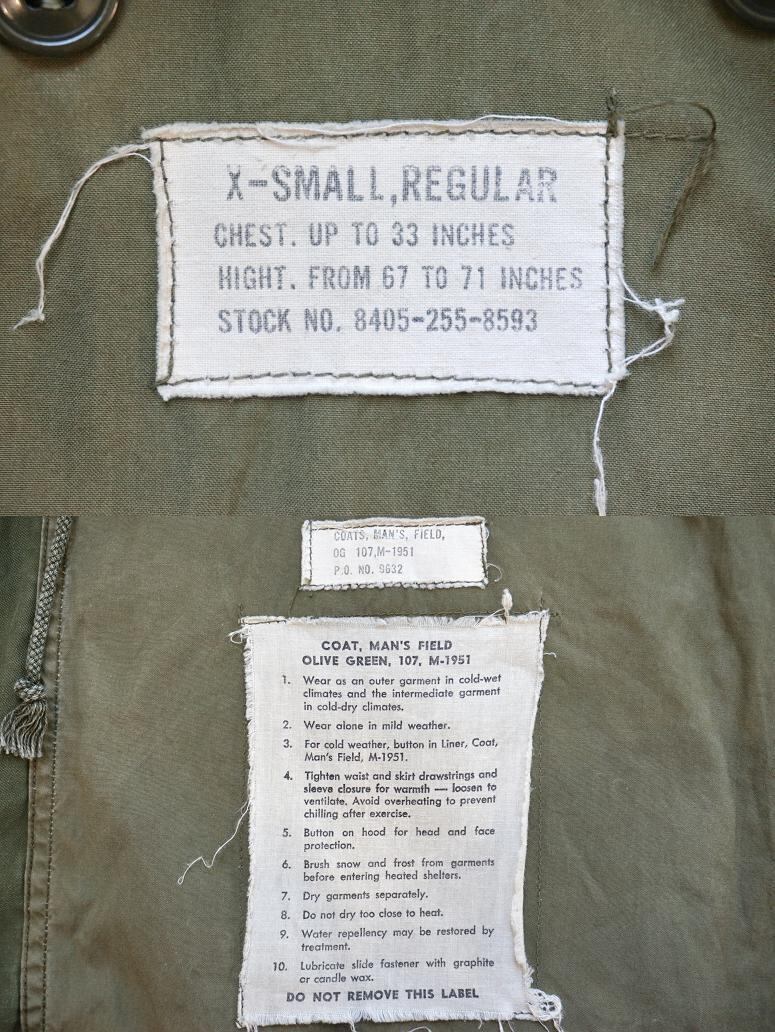 X-SMALL,REGULAR
CHEST. UP TO 33 INCHES
HIGHT. FROM 67 TO 71 INCHES
STOCK NO. 8405-255-8593
COATS, MAN'S, FIELD,
OG 107,M-1951
P.O. NO. 9632
COAT, MAN'S FIELD
OLIVE GREEN, 107, M-1951
1. Wear as an outer garment in cold-wet
climates and the intermediate garment
in cold-dry climates.
2. Wear alone in mild weather.
3. For cold weather, button in Liner, Coat,
Man's Field, M-1951.
4. Tighten waist and skirt drawstrings and
sleeve closure for warmth — loosen to
ventilate. Avoid overheating to prevent
chilling after exercise.
5. Button on hood for head and face
protection.
6. Brush snow and frost from garments
before entering heated shelters.
7. Dry garments separately.
8. Do not dry too close to heat.
9. Water repellency may be restored by
treatment.
10. Lubricate slide fastener with graphite
or candle wax.
DO NOT REMOVE THIS LABEL